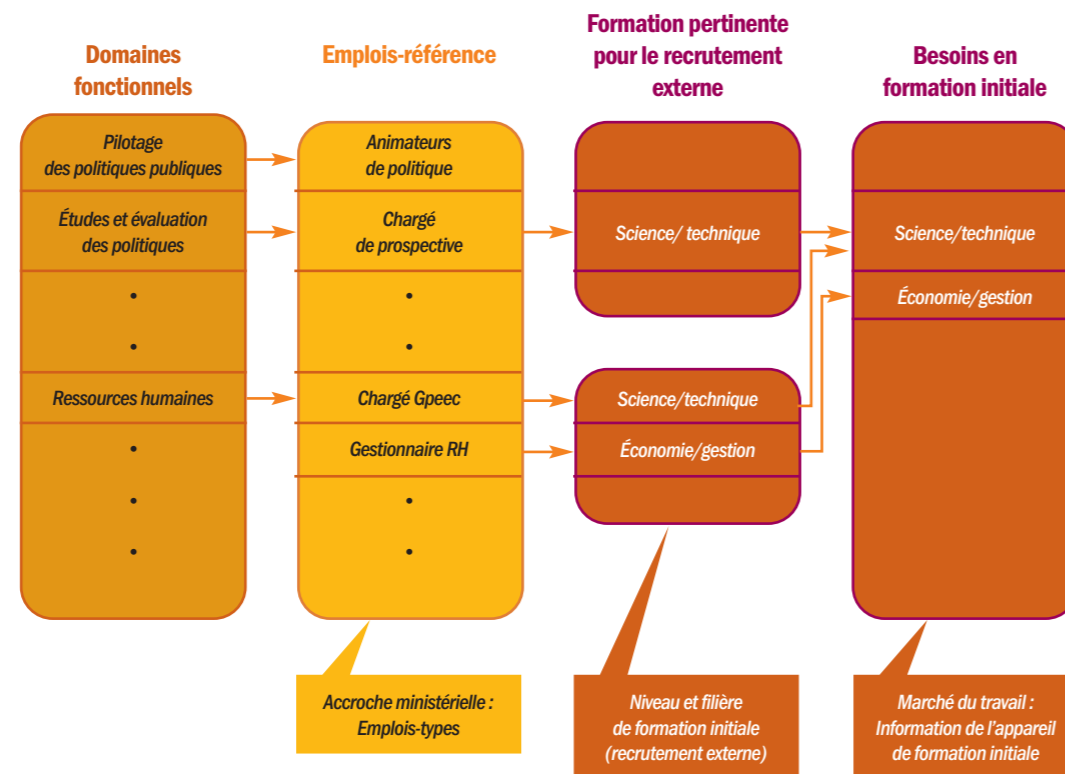 Domaines
fonctionnels
Pilotage
des politiques publiques
Études et évaluation
des politiques
•
•
Ressources humaines
•
•
•
Emplois-référence
Animateurs
de politique
Chargé
de prospective
•
•
Chargé Gpeec
Gestionnaire RH
•
•
Accroche ministérielle :
Emplois-types
Formation pertinente
pour le recrutement
externe
Science/ technique
Science/technique
Économie/gestion
Niveau et filière
de formation initiale
(recrutement externe)
Besoins en
formation initiale
Science/technique
Économie/gestion
Marché du travail :
Information de l'appareil
de formation initiale